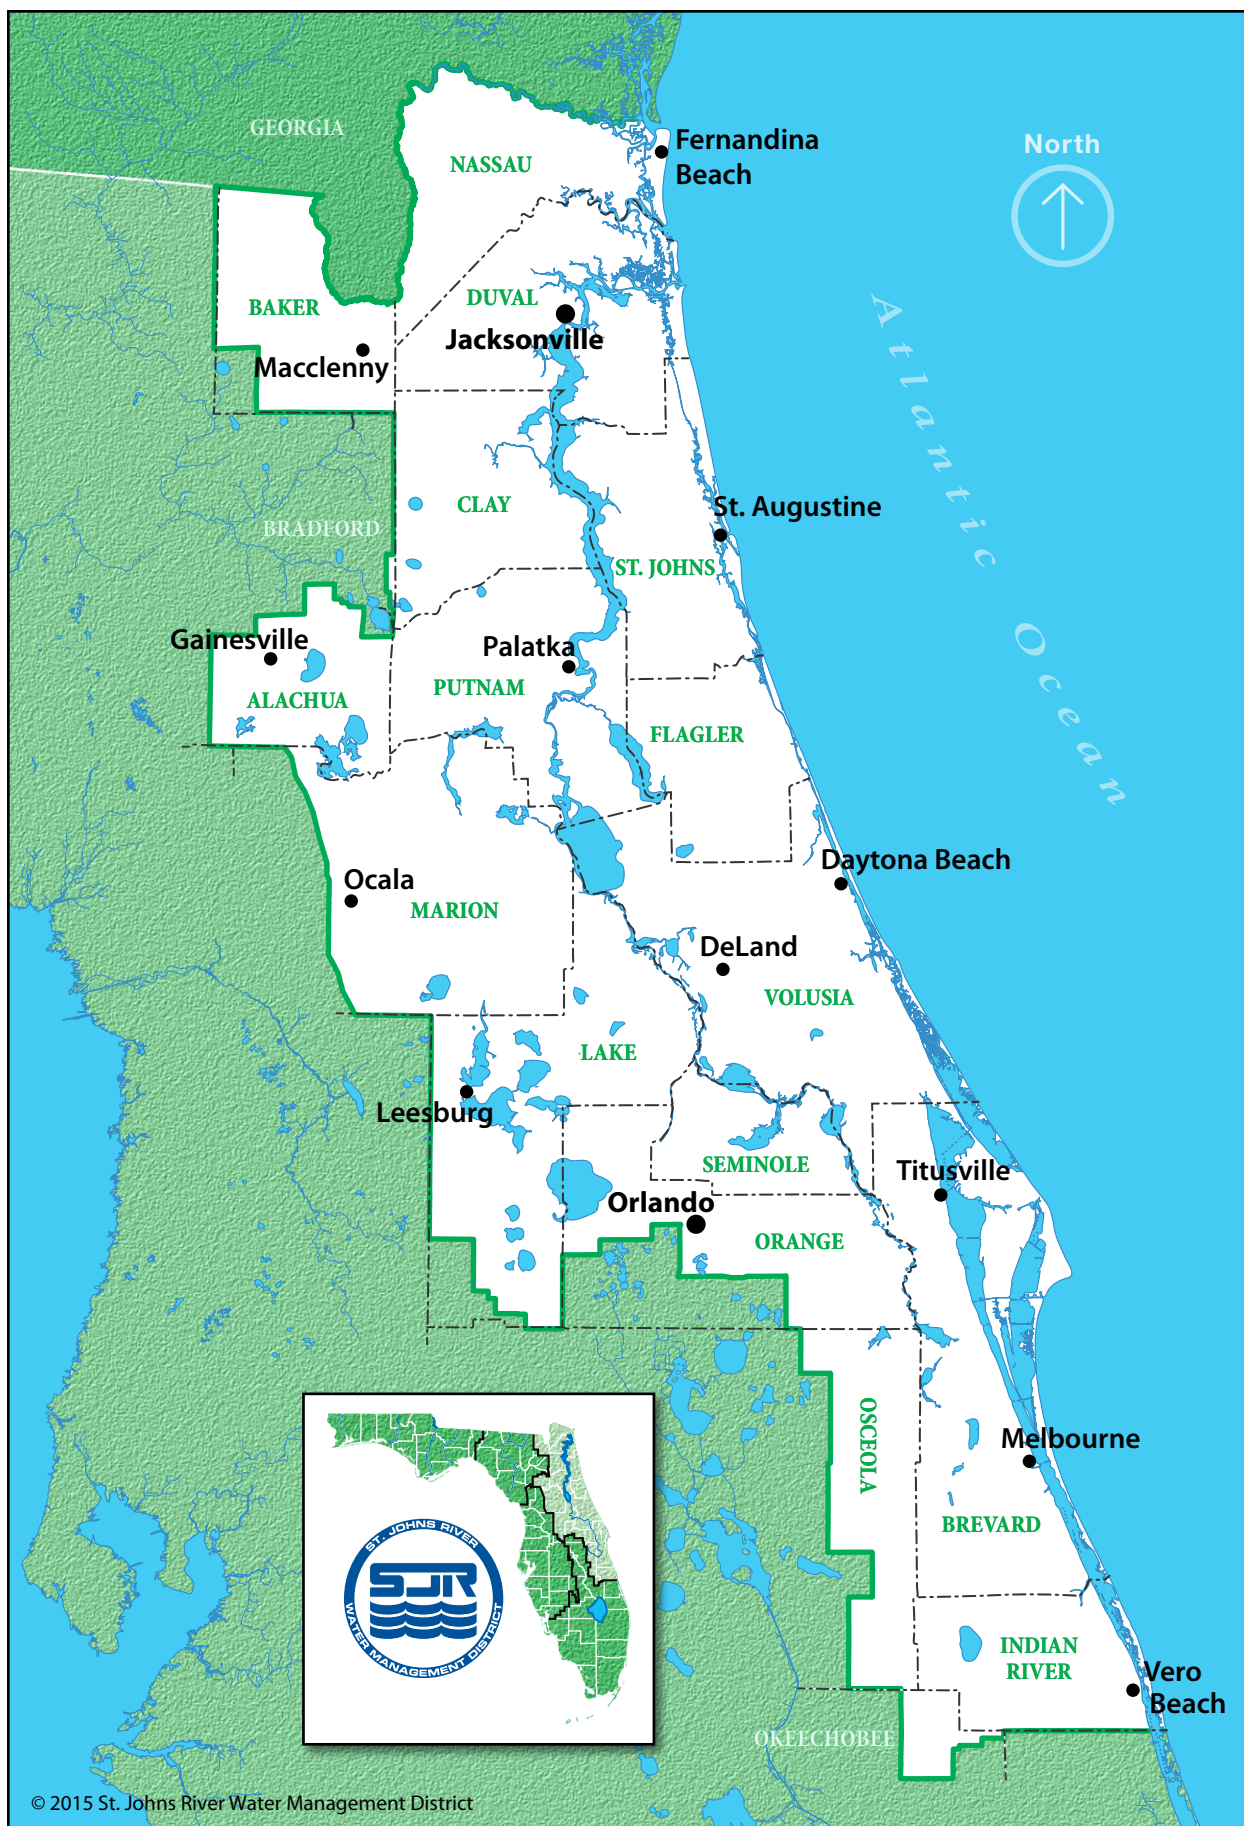 GEORGIA
NASSAU
Fernandina
Beach
North
BAKER
DUVAL
Jacksonville
Macclenny
Atlantic Ocean
CLAY
BRADFORD
St. Augustine
ST. JOHNS
Gainesville
Palatka
ALACHUA
PUTNAM
FLAGLER
Daytona Beach
Ocala
MARION
DeLand
VOLUSIA
LAKE
Leesburg
SEMINOLE
Titusville
Orlando
ORANGE
OSCEOLA
Melbourne
BREVARD
ST. JOHNS RIVER
SJR
WATER MANAGEMENT DISTRICT
INDIAN
RIVER
Vero
Beach
OKEECHOBEE
© 2015 St. Johns River Water Management District